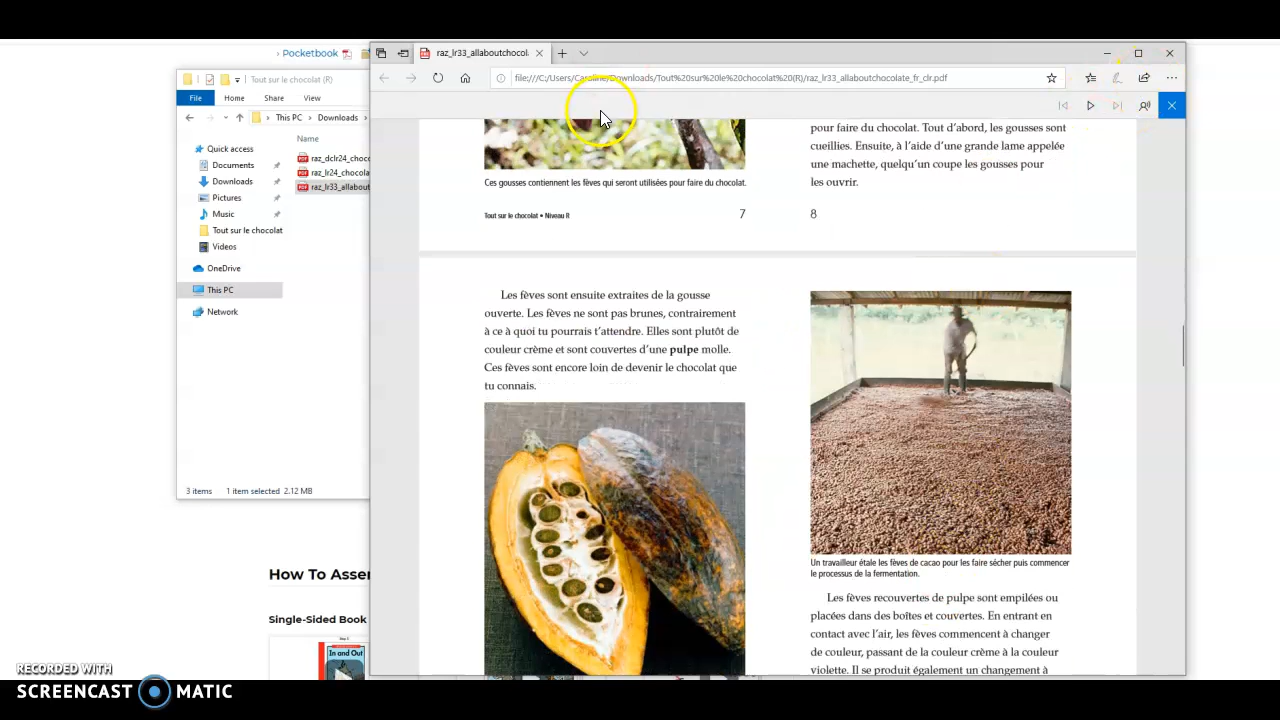 Pocketbook
Tout sur le chocolat (R)
File Home Share View
This PC Downloads
Name
Quick access
Documents
Downloads
Pictures
Music
Tout sur le chocolat
Videos
OneDrive
This PC
Network
raz_dclr24_choco
raz_lr24_chocola
raz_lr33_allabout
3 items 1 item selected 2.12 MB
How To Asse
Single-Sided Book
In and Out
raz_lr33_allaboutchocol
file:///C:/Users/Caroline/Downloads/Tout%20sur%20le%20chocolat%20(R)/raz_lr33_allaboutchocolate_fr_clr.pdf
Ces gousses contiennent les fèves qui seront utilisées pour faire du chocolat.
Tout sur le chocolat • Niveau R 7
pour faire du chocolat. Tout d'abord, les gousses sont
cueillies. Ensuite, à l'aide d'une grande lame appelée
une machette, quelqu'un coupe les gousses pour
les ouvrir.
8
Les fèves sont ensuite extraites de la gousse
ouverte. Les fèves ne sont pas brunes, contrairement
à ce à quoi tu pourrais t'attendre. Elles sont plutôt de
couleur crème et sont couvertes d'une pulpe molle.
Ces fèves sont encore loin de devenir le chocolat que
tu connais.
Un travailleur étale les fèves de cacao pour les faire sécher puis commencer
le processus de la fermentation.
Les fèves recouvertes de pulpe sont empilées ou
placées dans des boîtes et couvertes. En entrant en
contact avec l'air, les fèves commencent à changer
de couleur, passant de la couleur crème à la couleur
violette. Il se produit également un changement à
RECORDED WITH
SCREENCAST MATIC